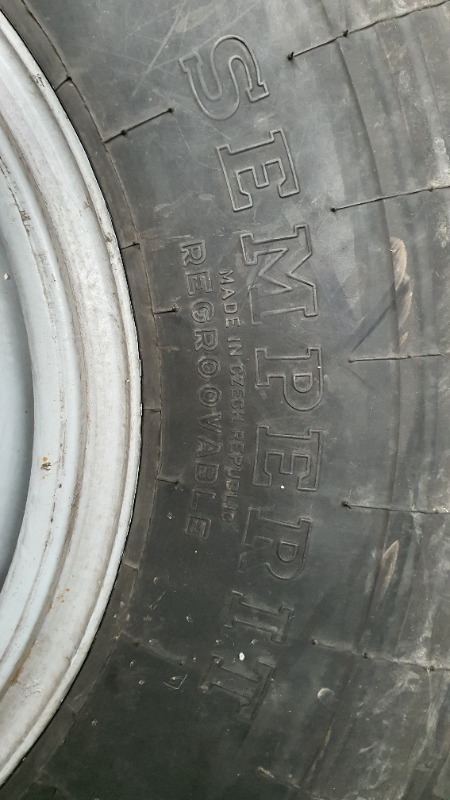 SEMPERIT
MADE IN CZECH REPUBLIC
REGROOVABLE